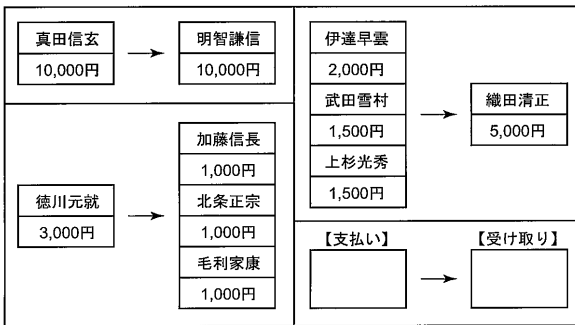 真田信玄
10,000円
明智謙信
10,000円
徳川元就
3,000円
加藤信長
1,000円
北条正宗
1,000円
毛利家康
1,000円
伊達早雲
2,000円
武田雪村
1,500円
上杉光秀
1,500円
織田清正
5,000円
【支払い】
【受け取り】